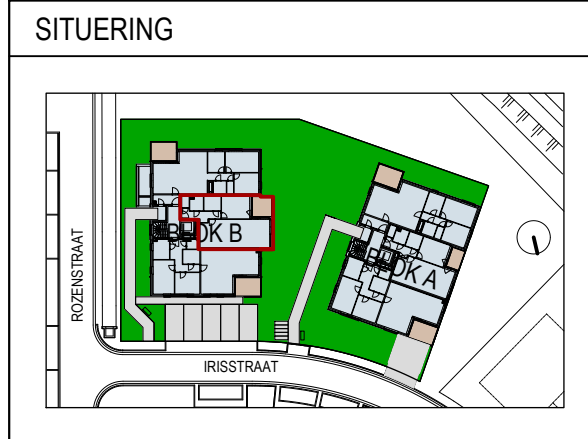 SITUERING
BLOK B
BLOK A
ROZENSTRAAT
IRISSTRAAT